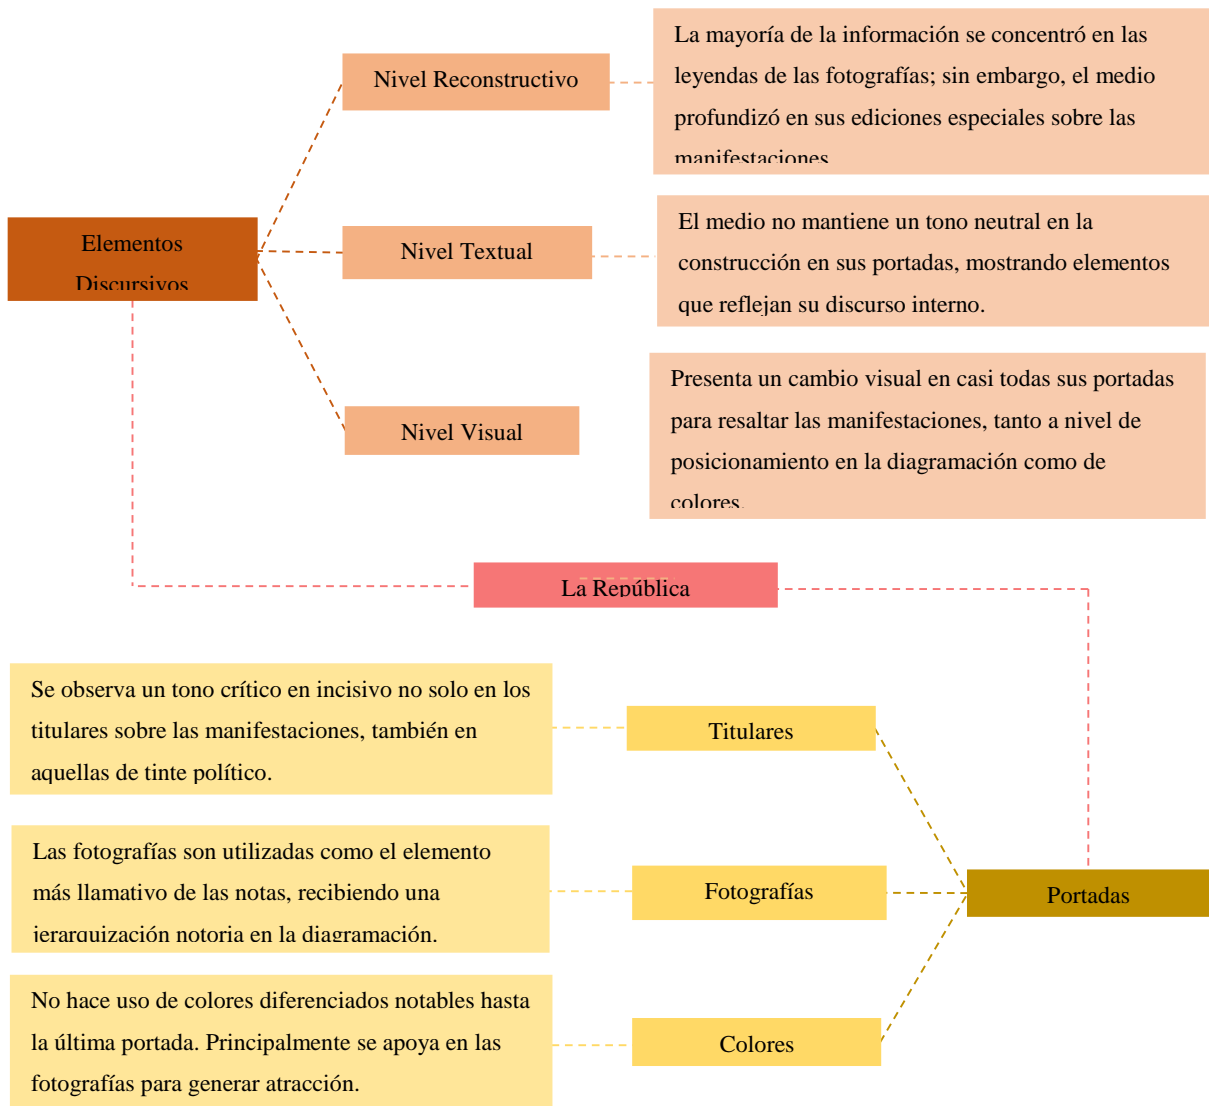 Nivel Reconstructivo
La mayoría de la información se concentró en las
leyendas de las fotografías; sin embargo, el medio
profundizó en sus ediciones especiales sobre las
manifestaciones
Elementos
Discursivos
Nivel Textual
El medio no mantiene un tono neutral en la
construcción en sus portadas, mostrando elementos
que reflejan su discurso interno.
Nivel Visual
Presenta un cambio visual en casi todas sus portadas
para resaltar las manifestaciones, tanto a nivel de
posicionamiento en la diagramación como de
colores.
La República
Se observa un tono crítico en incisivo no solo en los
titulares sobre las manifestaciones, también en
aquellas de tinte político.
Titulares
Las fotografías son utilizadas como el elemento
más llamativo de las notas, recibiendo una
jerarquización notoria en la diagramación.
Fotografías
Portadas
No hace uso de colores diferenciados notables hasta
la última portada. Principalmente se apoya en las
fotografías para generar atracción.
Colores